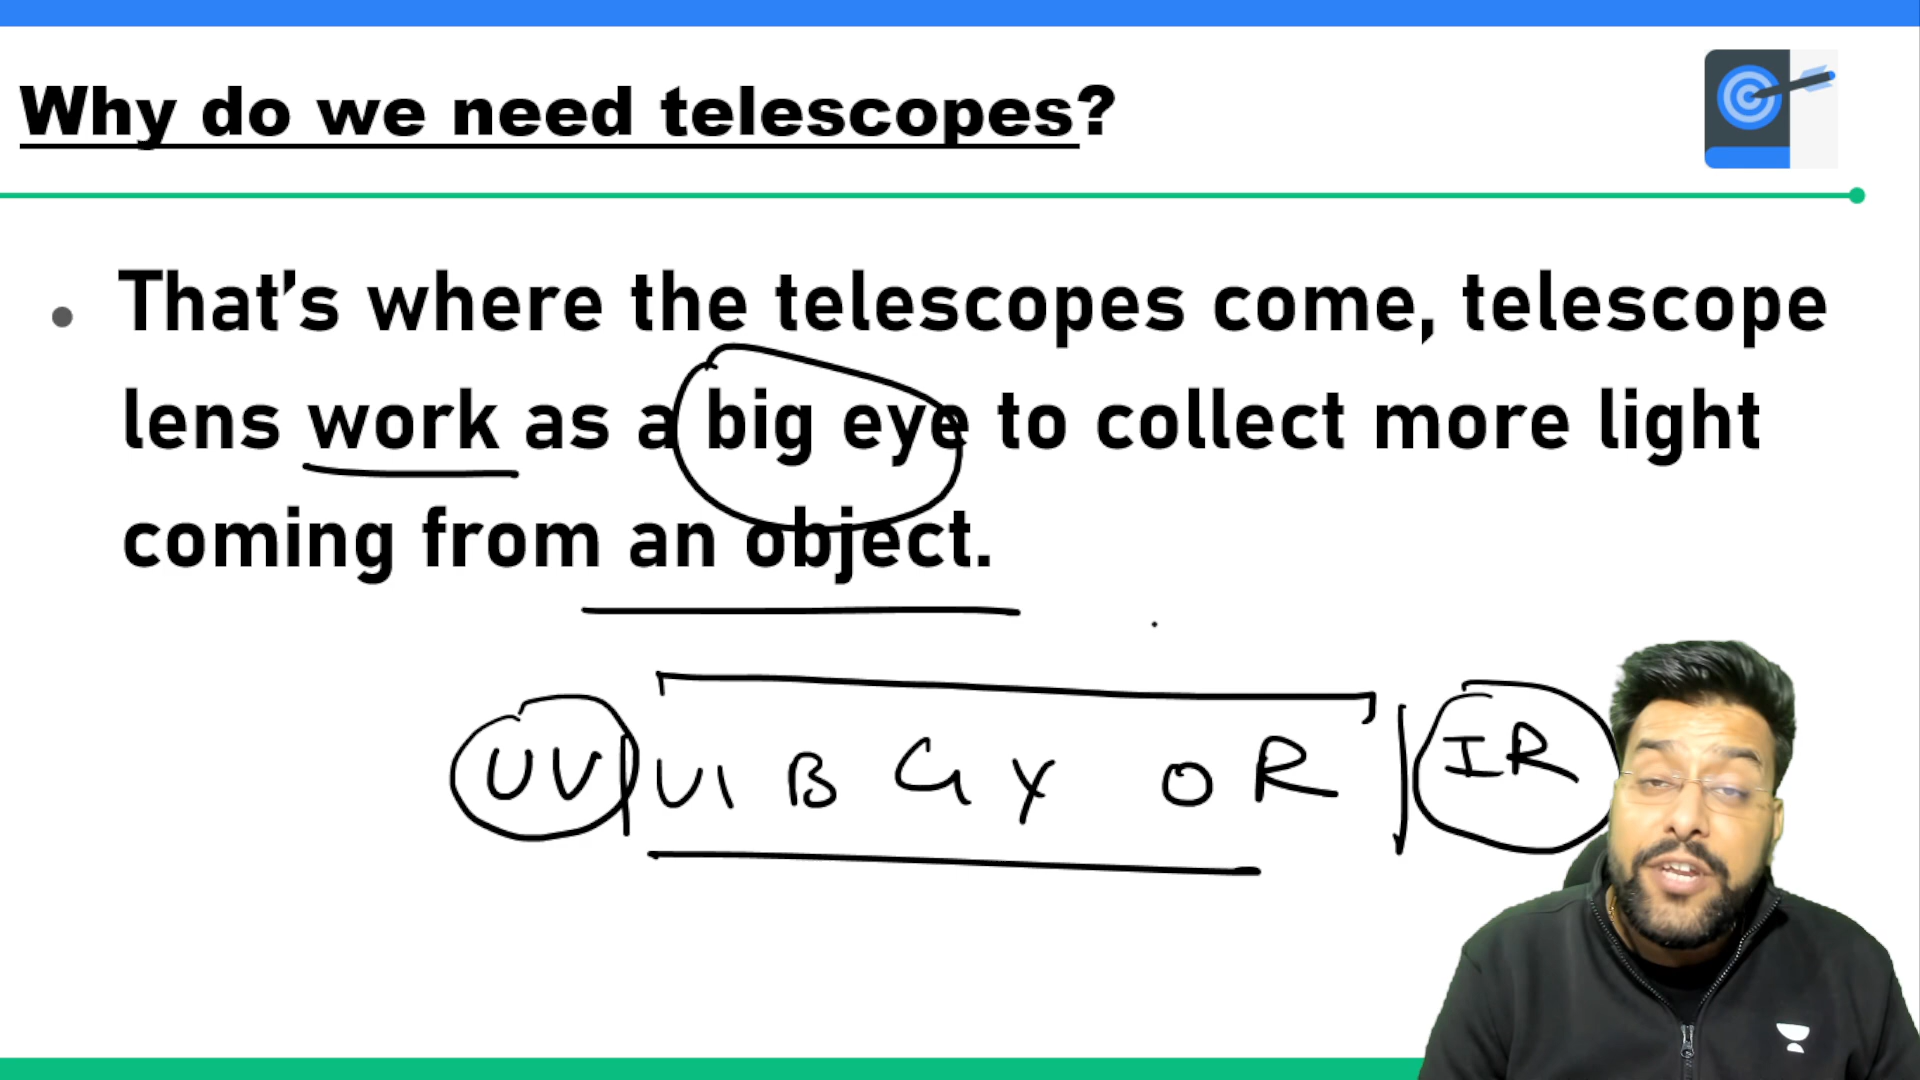 Why do we need telescopes?
That's where the telescopes come, telescope
lens work as a big eye to collect more light
coming from an object.
UV VI B G Y O R IR